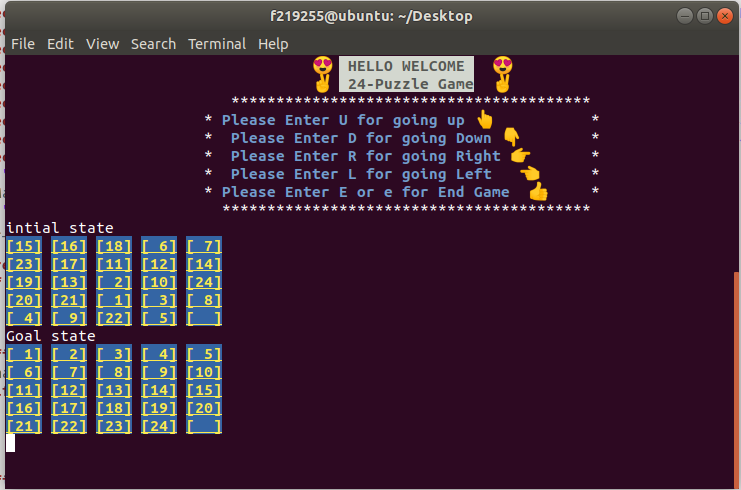 f219255@ubuntu: ~/Desktop
File Edit View Search Terminal Help
😍 HELLO WELCOME 😍
✌ 24-Puzzle Game ✌
****************************************
* Please Enter U for going up 👆 *
* Please Enter D for going Down 👇 *
* Please Enter R for going Right 👉 *
* Please Enter L for going Left 👈 *
* Please Enter E or e for End Game 👍 *
*****************************************
intial state
[15] [16] [18] [ 6] [ 7]
[23] [17] [11] [12] [14]
[19] [13] [ 2] [10] [24]
[20] [21] [ 1] [ 3] [ 8]
[ 4] [ 9] [22] [ 5] [  ]
Goal state
[ 1] [ 2] [ 3] [ 4] [ 5]
[ 6] [ 7] [ 8] [ 9] [10]
[11] [12] [13] [14] [15]
[16] [17] [18] [19] [20]
[21] [22] [23] [24] [  ]